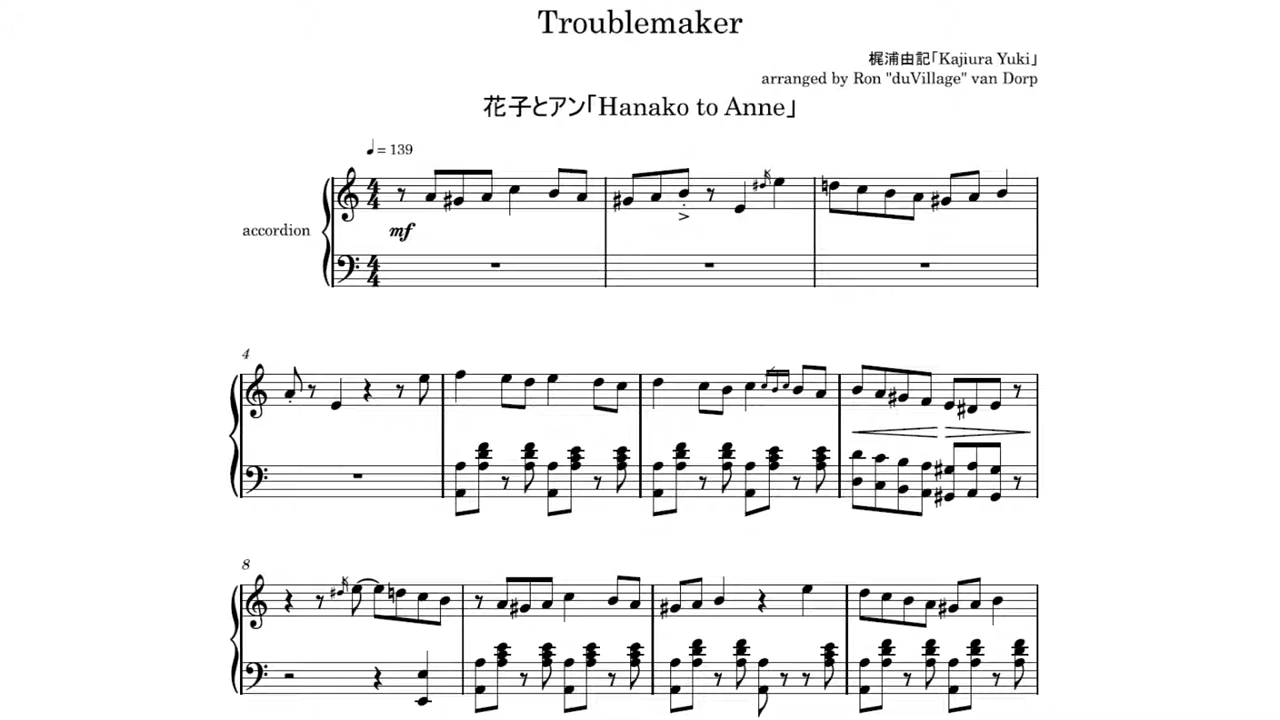 Troublemaker
梶浦由記「Kajiura Yuki」
arranged by Ron "duVillage" van Dorp
花子とアン「Hanako to Anne」
♩= 139
accordion
mf
4
8